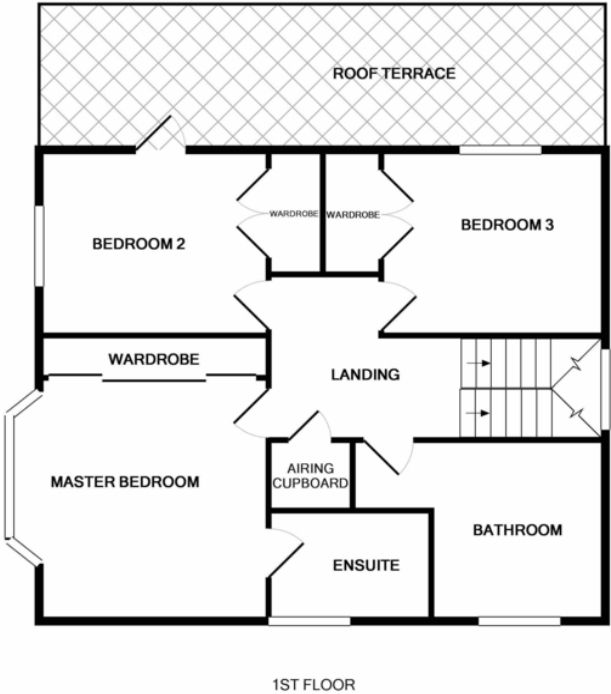 ROOF TERRACE
WARDROBE
WARDROBE
BEDROOM 3
BEDROOM 2
WARDROBE
LANDING
AIRING
CUPBOARD
MASTER BEDROOM
BATHROOM
ENSUITE
1ST FLOOR